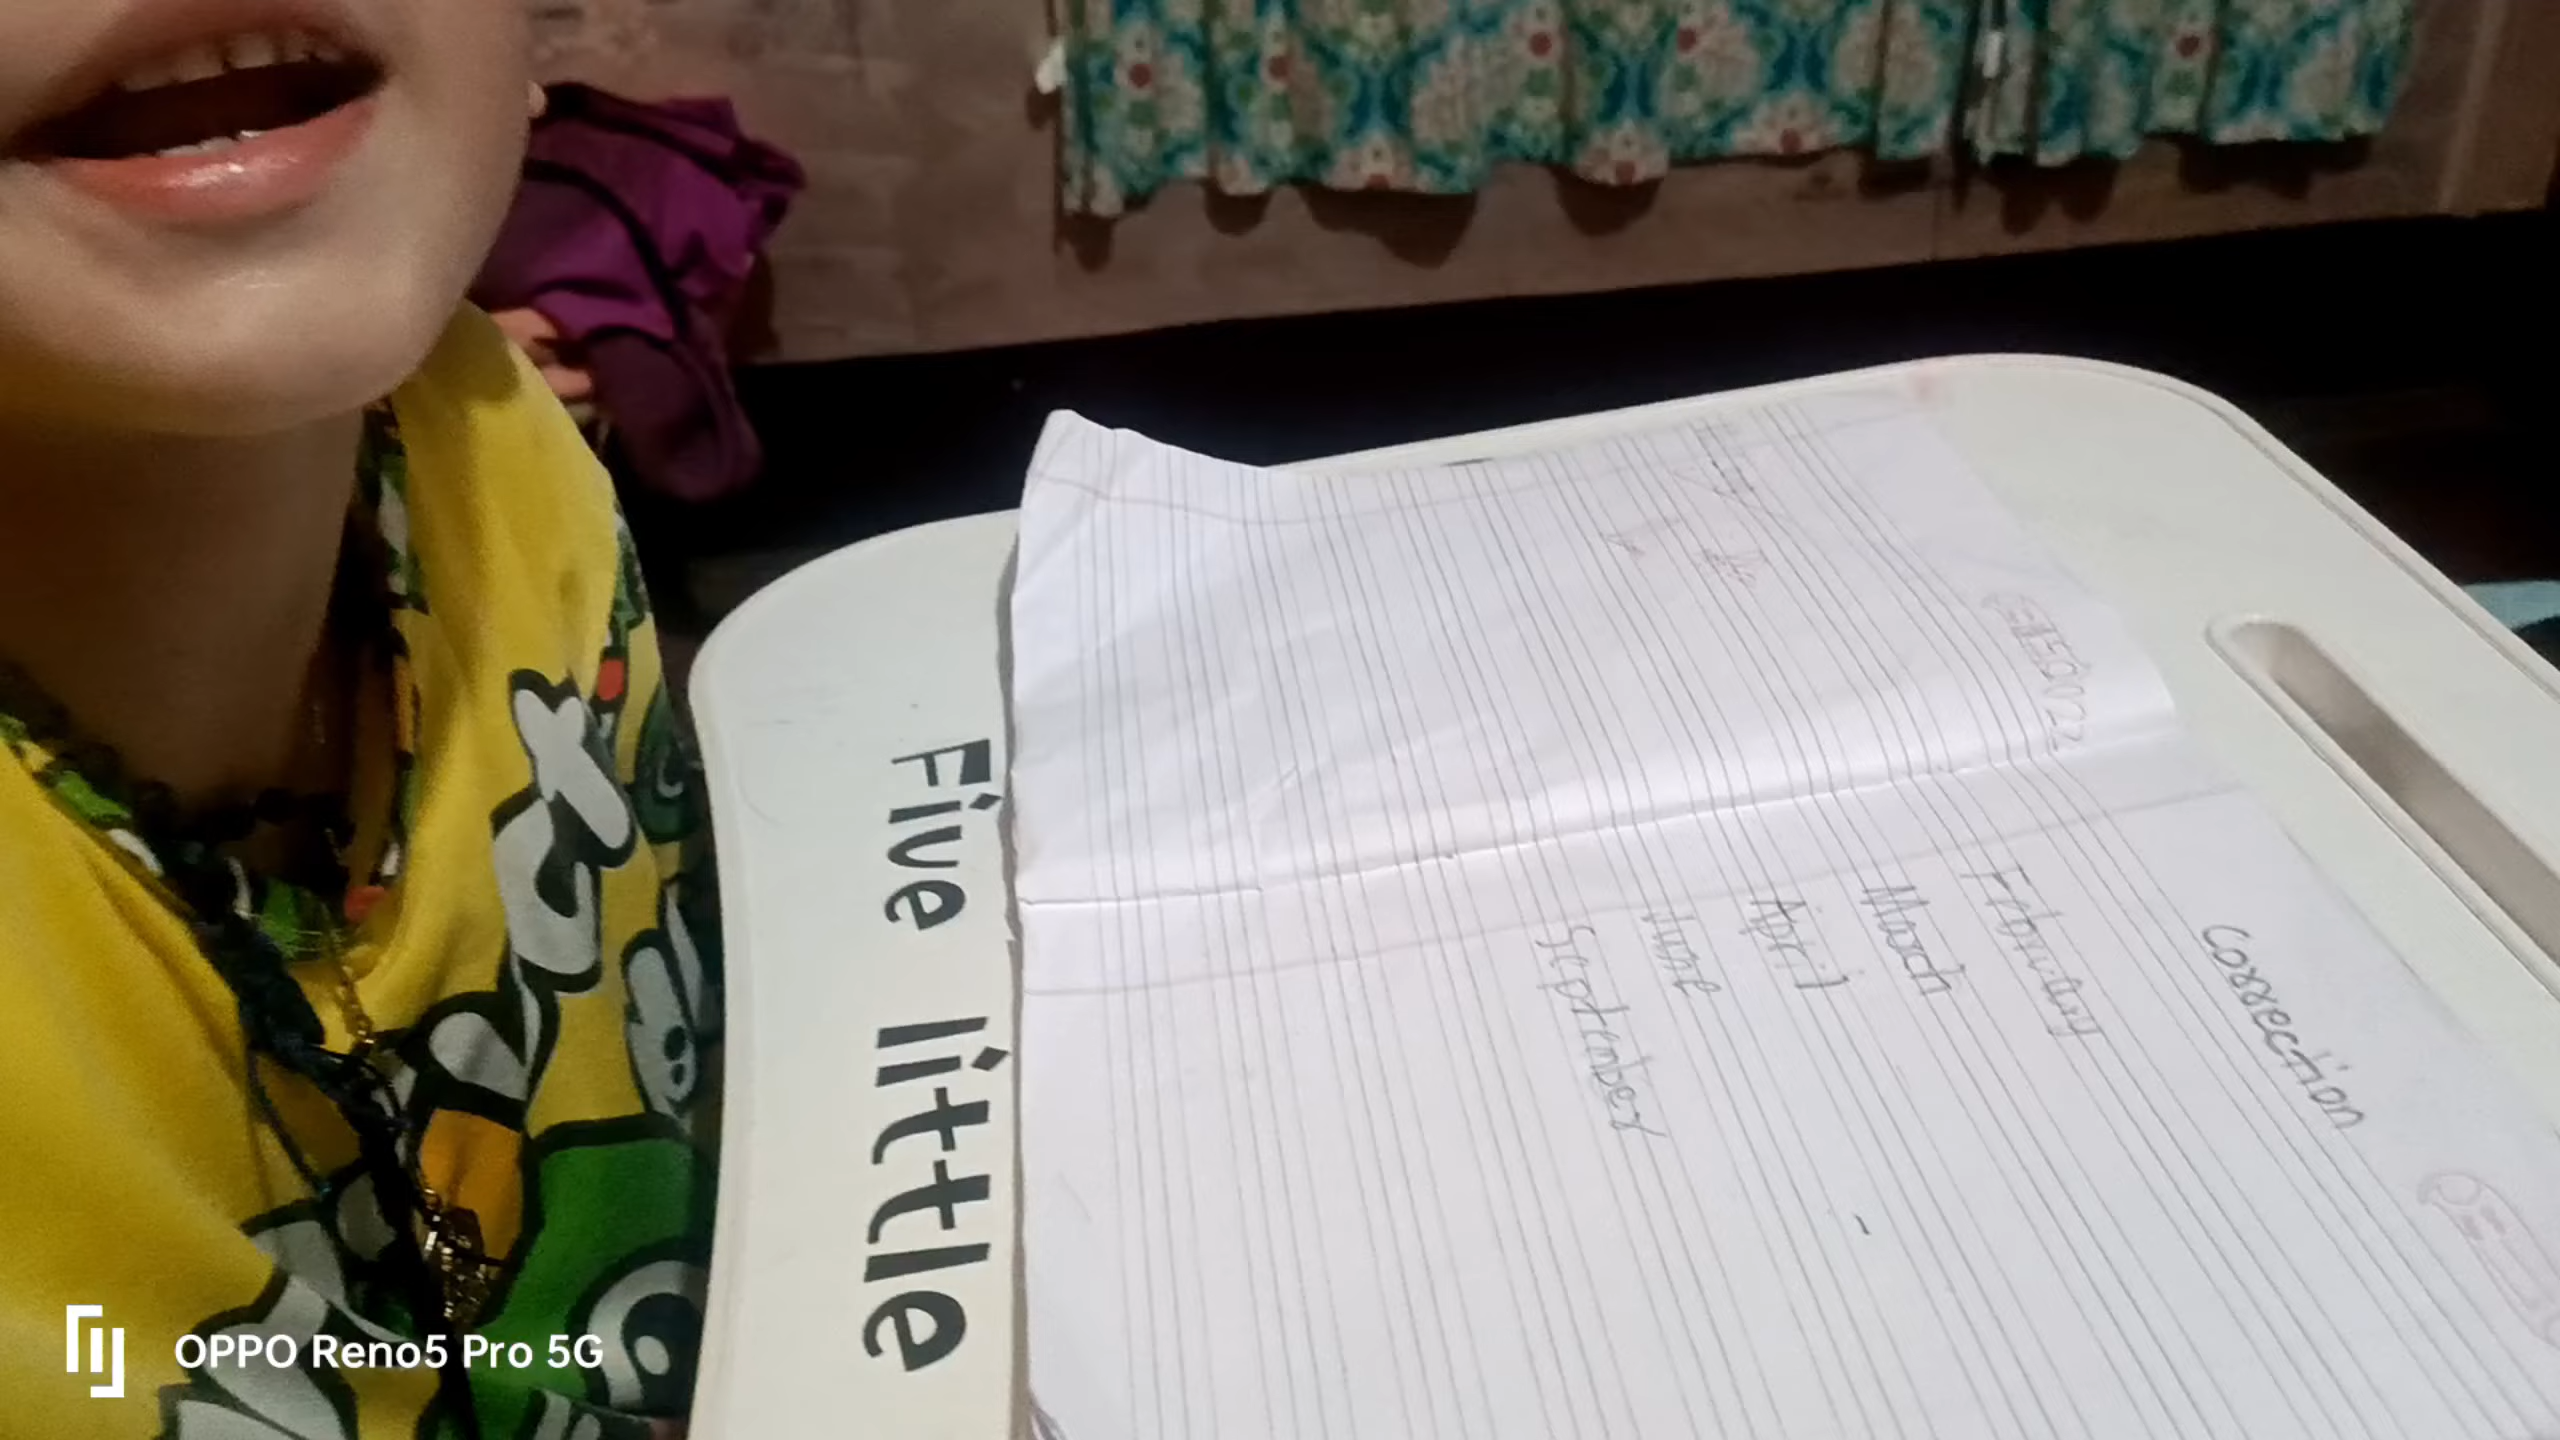 Correction
February
March
April
June
September
Five little
OPPO Reno5 Pro 5G